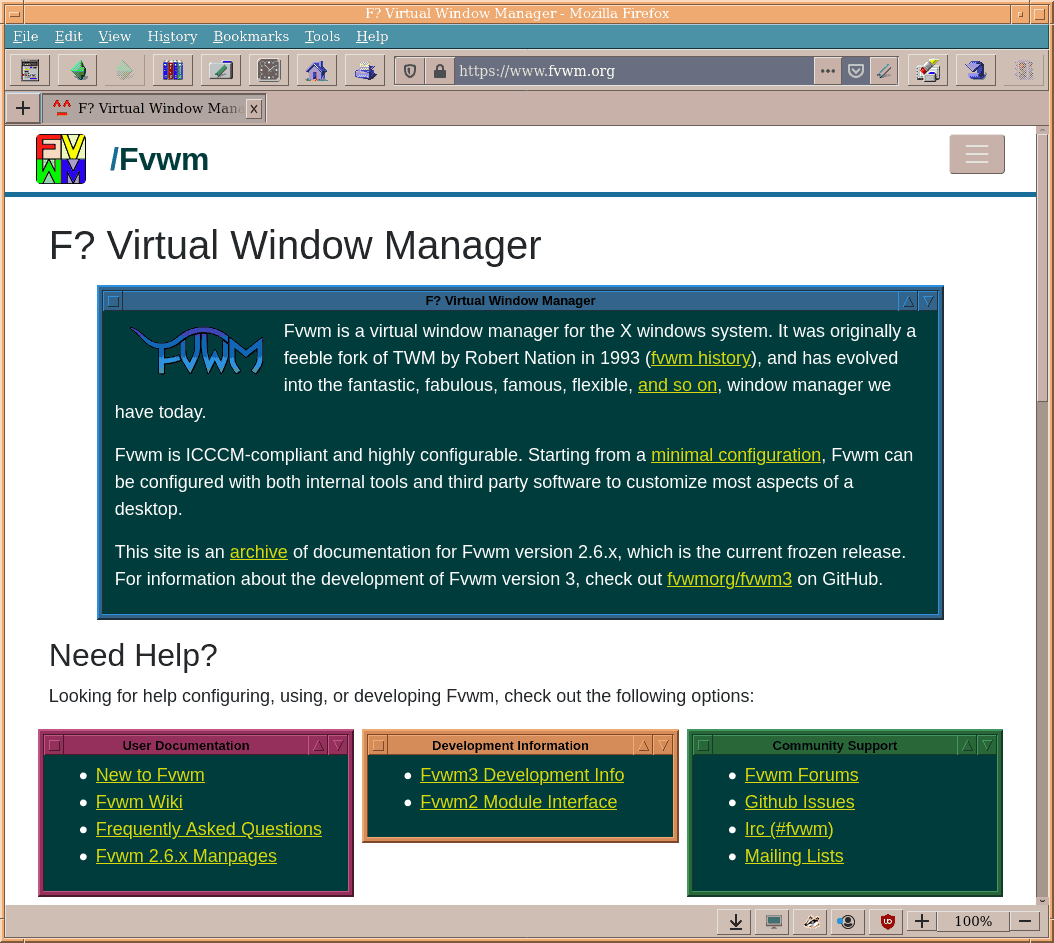 F? Virtual Window Manager - Mozilla Firefox
File Edit View History Bookmarks Tools Help
https://www.fvwm.org
F? Virtual Window Mana
FVWM
/Fvwm
F? Virtual Window Manager
F? Virtual Window Manager
FVWM
Fvwm is a virtual window manager for the X windows system. It was originally a
feeble fork of TWM by Robert Nation in 1993 (fvwm history), and has evolved
into the fantastic, fabulous, famous, flexible, and so on, window manager we
have today.
Fvwm is ICCCM-compliant and highly configurable. Starting from a minimal configuration, Fvwm can
be configured with both internal tools and third party software to customize most aspects of a
desktop.
This site is an archive of documentation for Fvwm version 2.6.x, which is the current frozen release.
For information about the development of Fvwm version 3, check out fvwmorg/fvwm3 on GitHub.
Need Help?
Looking for help configuring, using, or developing Fvwm, check out the following options:
User Documentation
New to Fvwm
Fvwm Wiki
Frequently Asked Questions
Fvwm 2.6.x Manpages
Development Information
Fvwm3 Development Info
Fvwm2 Module Interface
Community Support
Fvwm Forums
Github Issues
Irc (#fvwm)
Mailing Lists
100%